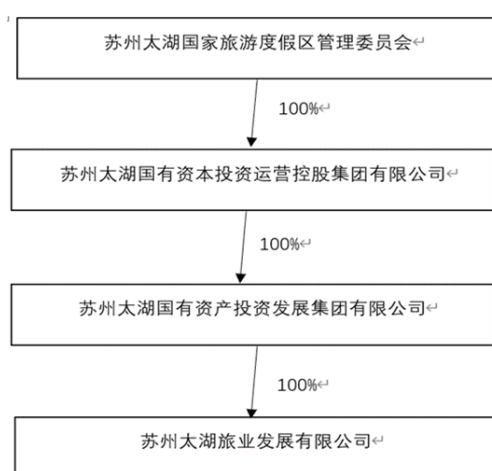 苏州太湖国家旅游度假区管理委员会
100%
苏州太湖国有资本投资运营控股集团有限公司
100%
苏州太湖国有资产投资发展集团有限公司
100%
苏州太湖旅业发展有限公司